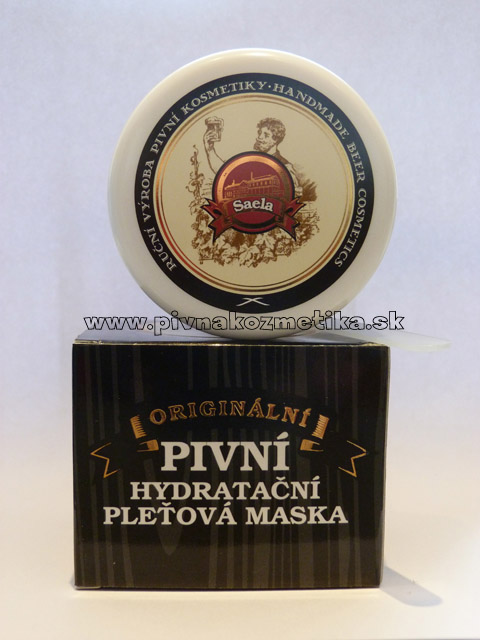 RUČNÍ VÝROBA PIVNÍ KOSMETIKY · HANDMADE BEER COSMETICS
Saela
www.pivnakozmetika.sk
ORIGINÁLNÍ
PIVNÍ
HYDRATAČNÍ
PLEŤOVÁ MASKA